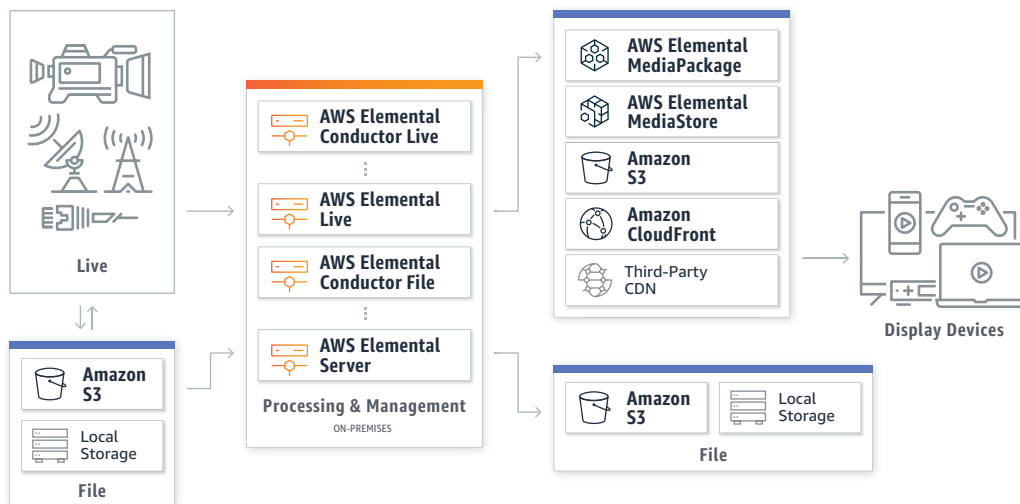 Live
Amazon
S3
Local
Storage
File
AWS Elemental
Conductor Live
AWS Elemental
Live
AWS Elemental
Conductor File
AWS Elemental
Server
Processing & Management
ON-PREMISES
AWS Elemental
MediaPackage
AWS Elemental
MediaStore
Amazon
S3
Amazon
CloudFront
Third-Party
CDN
Amazon
S3
Local
Storage
File
Display Devices